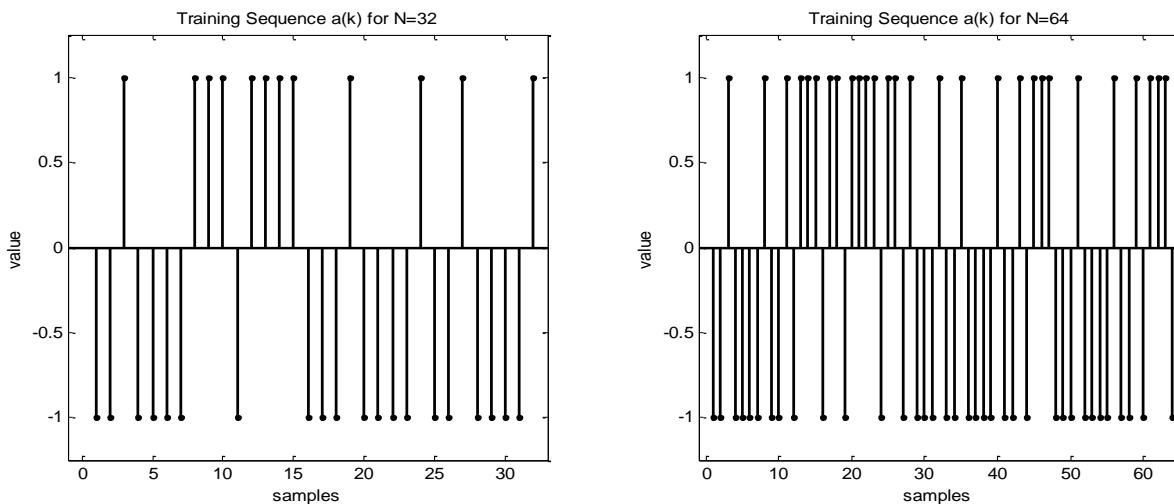 Training Sequence a(k) for N=32
1
0.5
0
-0.5
-1
value
0 5 10 15 20 25 30
samples
Training Sequence a(k) for N=64
1
0.5
0
-0.5
-1
value
0 10 20 30 40 50 60
samples